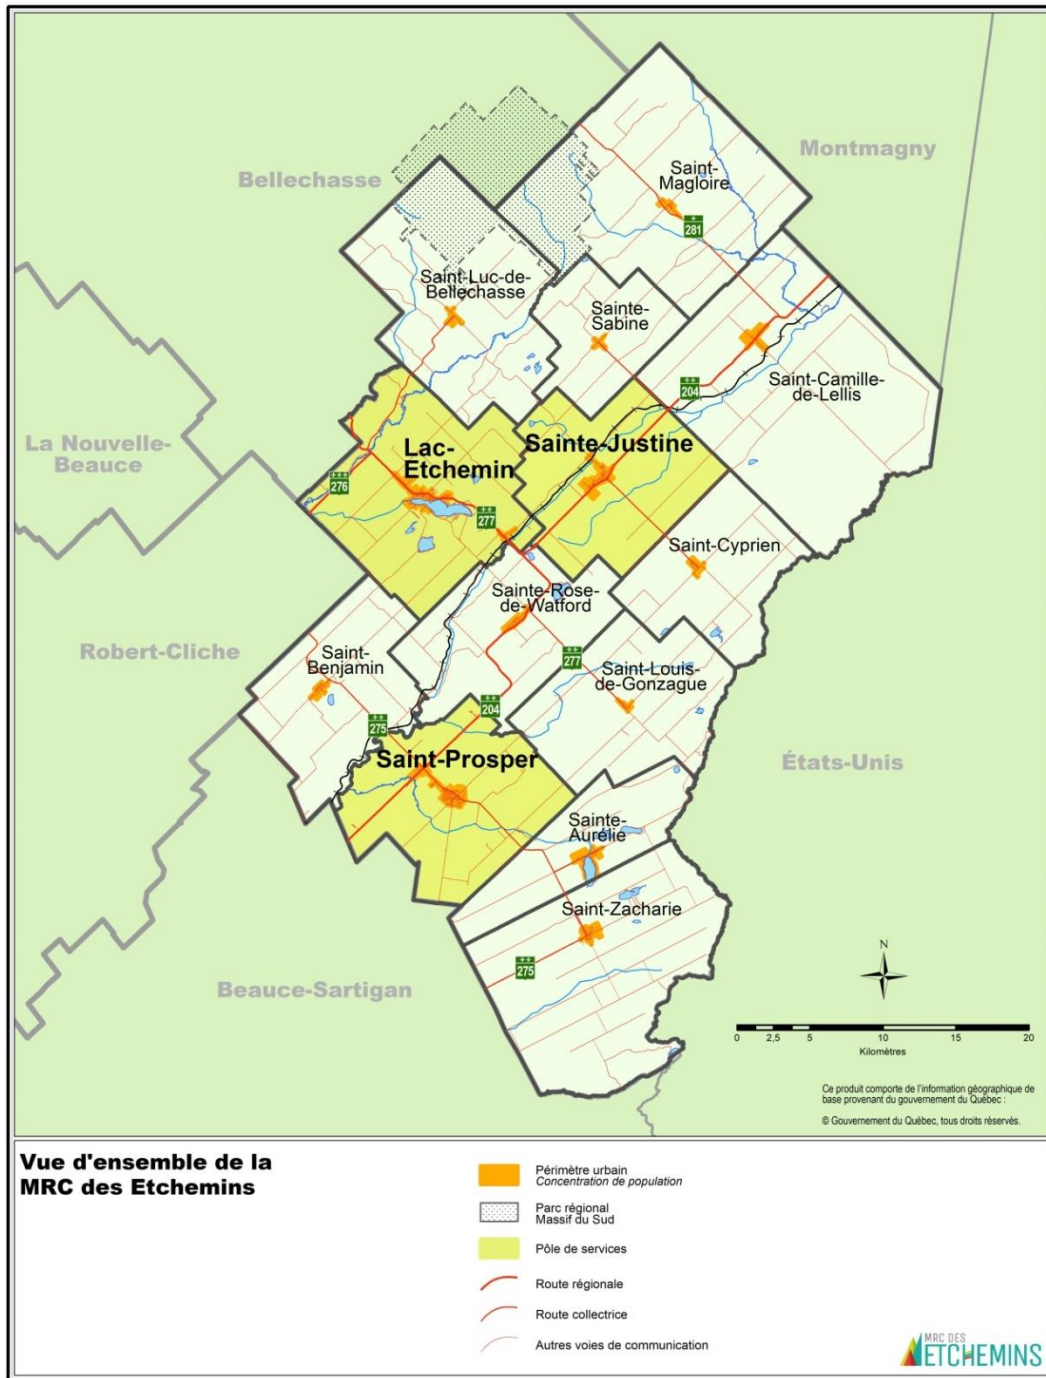 Montmagny
Bellechasse
Saint-
Magloire
281
Saint-Luc-de-
Bellechasse
Sainte-
Sabine
Saint-Camille-
de-Lellis
204
La Nouvelle-
Beauce
Lac-
Etchemin
Sainte-Justine
276
277
Saint-Cyprien
Sainte-Rose-
de-Watford
Robert-Cliche
Saint-
Benjamin
277
Saint-Louis-
de-Gonzague
204
275
Saint-Prosper
États-Unis
Sainte-
Aurélie
Saint-Zacharie
275
Beauce-Sartigan
N
0 2,5 5 10 15 20
Kilomètres
Ce produit comporte de l'information géographique de
base provenant du gouvernement du Québec :
© Gouvernement du Québec, tous droits réservés.
Vue d'ensemble de la
MRC des Etchemins
Périmètre urbain
Concentration de population
Parc régional
Massif du Sud
Pôle de services
Route régionale
Route collectrice
Autres voies de communication
MRC DES
ETCHEMINS